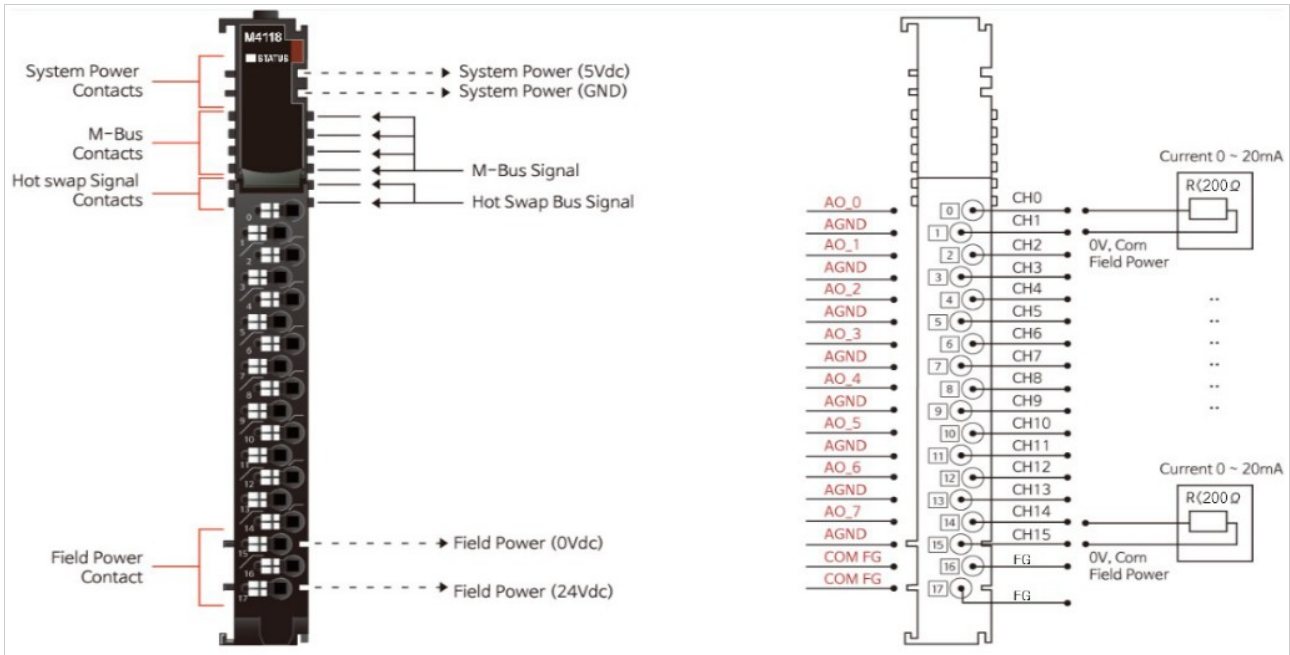 M4118
STATUS
System Power
Contacts
System Power (5Vdc)
System Power (GND)
M-Bus
Contacts
M-Bus Signal
Hot swap Signal
Contacts
Hot Swap Bus Signal
0
1
2
3
4
5
6
7
8
9
10
11
12
13
14
15
16
17
Field Power
Contact
Field Power (0Vdc)
Field Power (24Vdc)
AO_0
AGND
AO_1
AGND
AO_2
AGND
AO_3
AGND
AO_4
AGND
AO_5
AGND
AO_6
AGND
AO_7
AGND
COM FG
COM FG
0
1
2
3
4
5
6
7
8
9
10
11
12
13
14
15
16
17
CH0
CH1
CH2
CH3
CH4
CH5
CH6
CH7
CH8
CH9
CH10
CH11
CH12
CH13
CH14
CH15
FG
FG
Current 0 ~ 20mA
R<200Ω
0V, Com
Field Power
Current 0 ~ 20mA
R<200Ω
0V, Com
Field Power